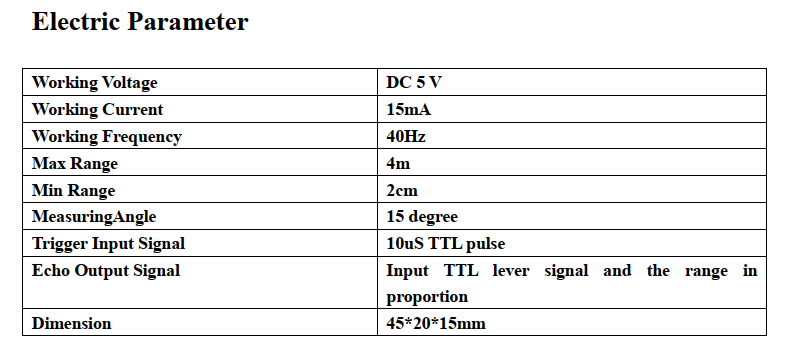 Electric Parameter
Working Voltage DC 5 V
Working Current 15mA
Working Frequency 40Hz
Max Range 4m
Min Range 2cm
MeasuringAngle 15 degree
Trigger Input Signal 10uS TTL pulse
Echo Output Signal Input TTL lever signal and the range in
proportion
Dimension 45*20*15mm